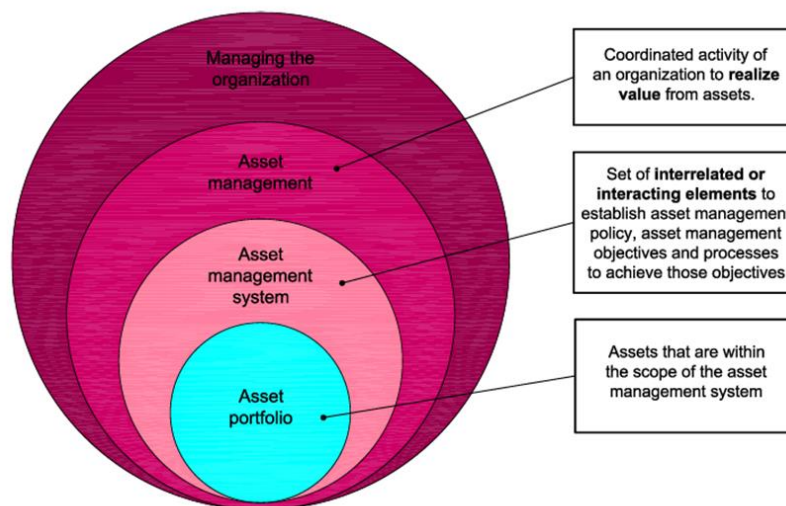 Managing the
organization
Asset
management
Asset
management
system
Asset
portfolio
Coordinated activity of
an organization to realize
value from assets.
Set of interrelated or
interacting elements to
establish asset management
policy, asset management
objectives and processes
to achieve those objectives
Assets that are within
the scope of the asset
management system